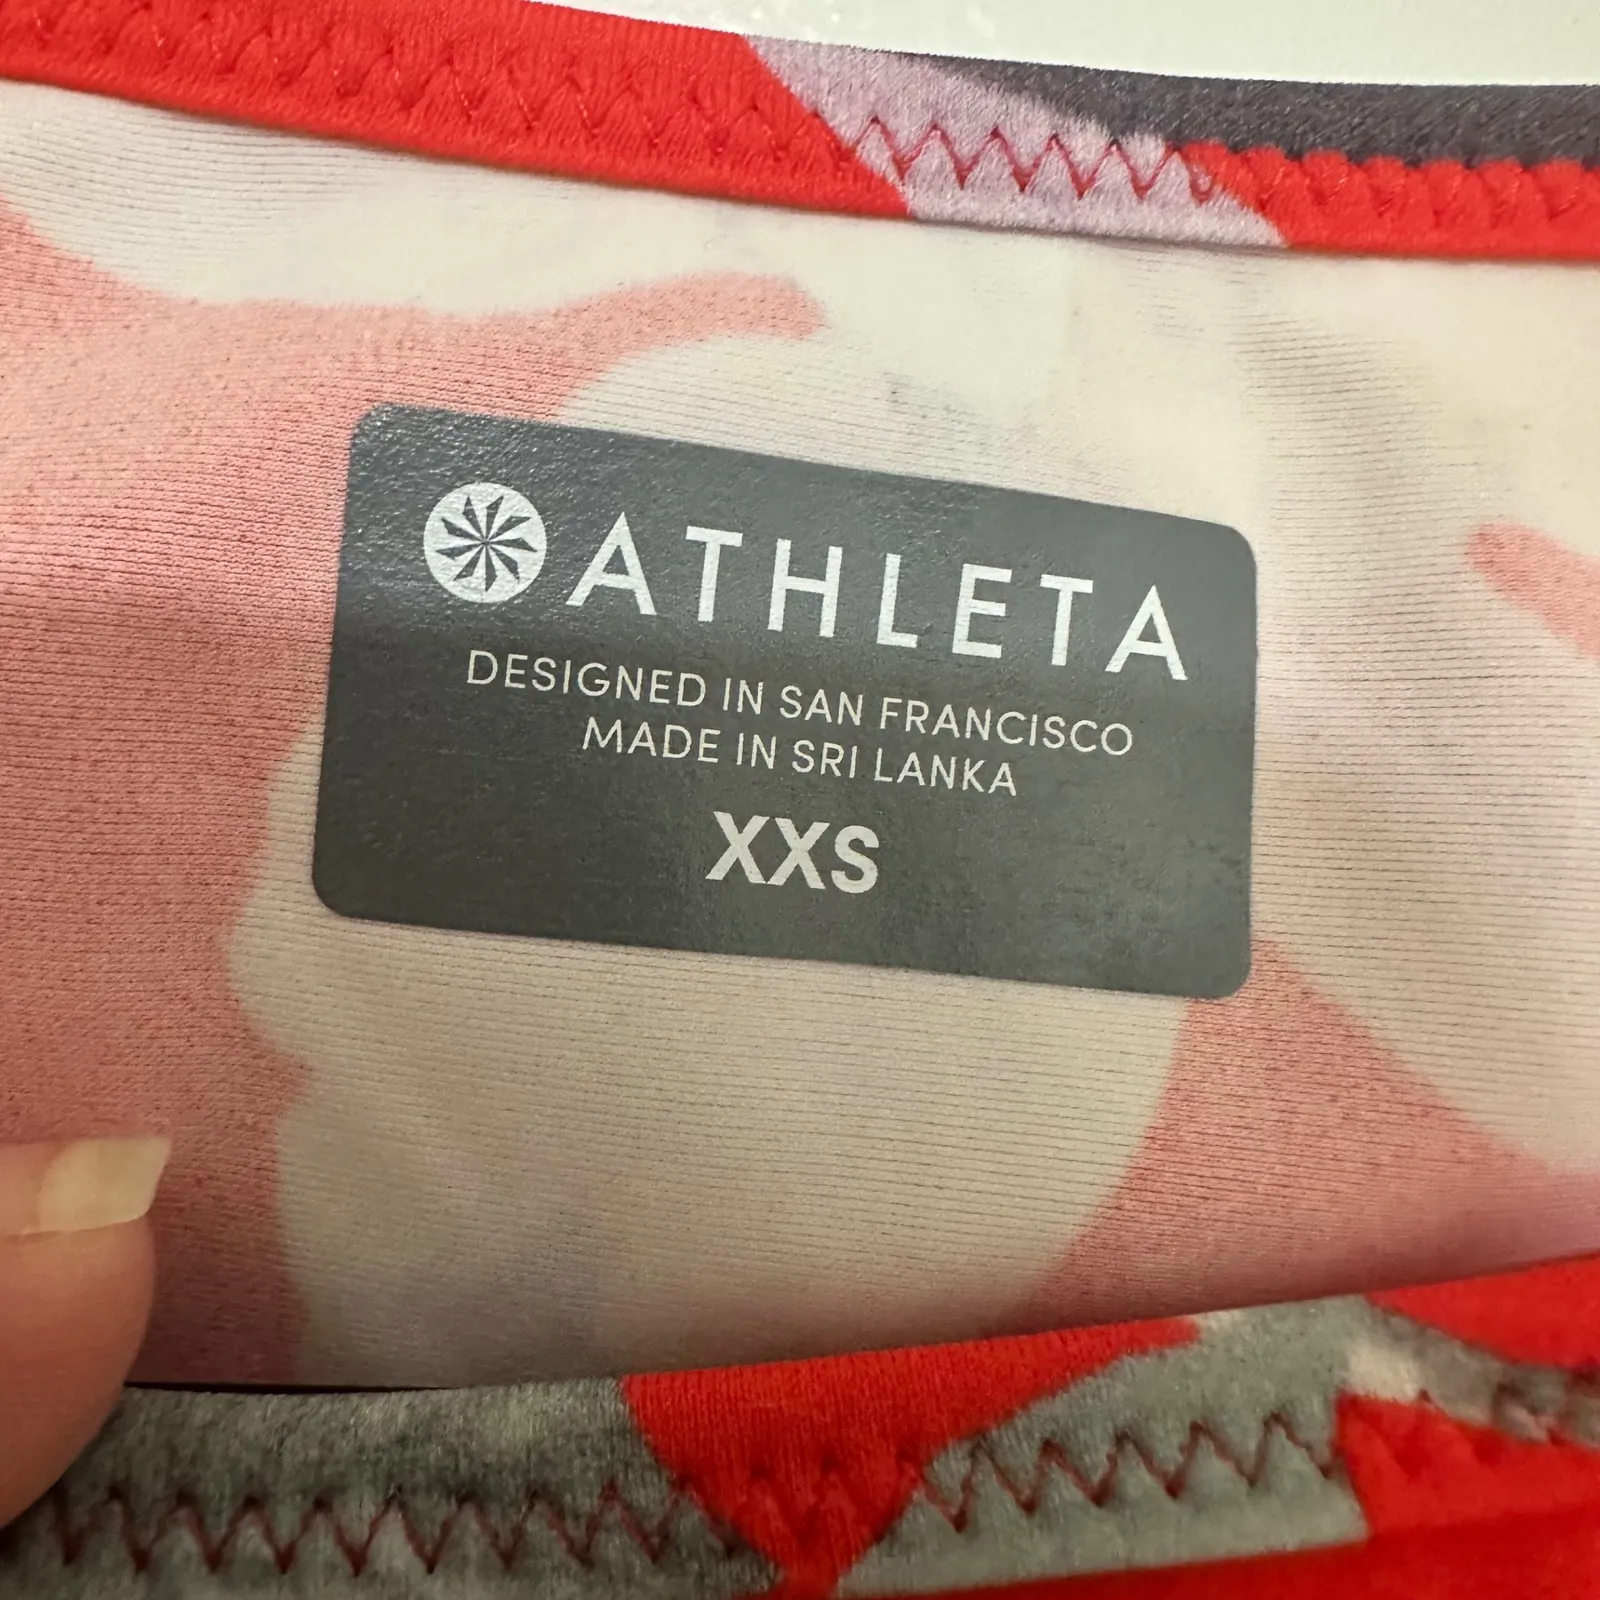 ATHLETA
DESIGNED IN SAN FRANCISCO
MADE IN SRI LANKA
XXS